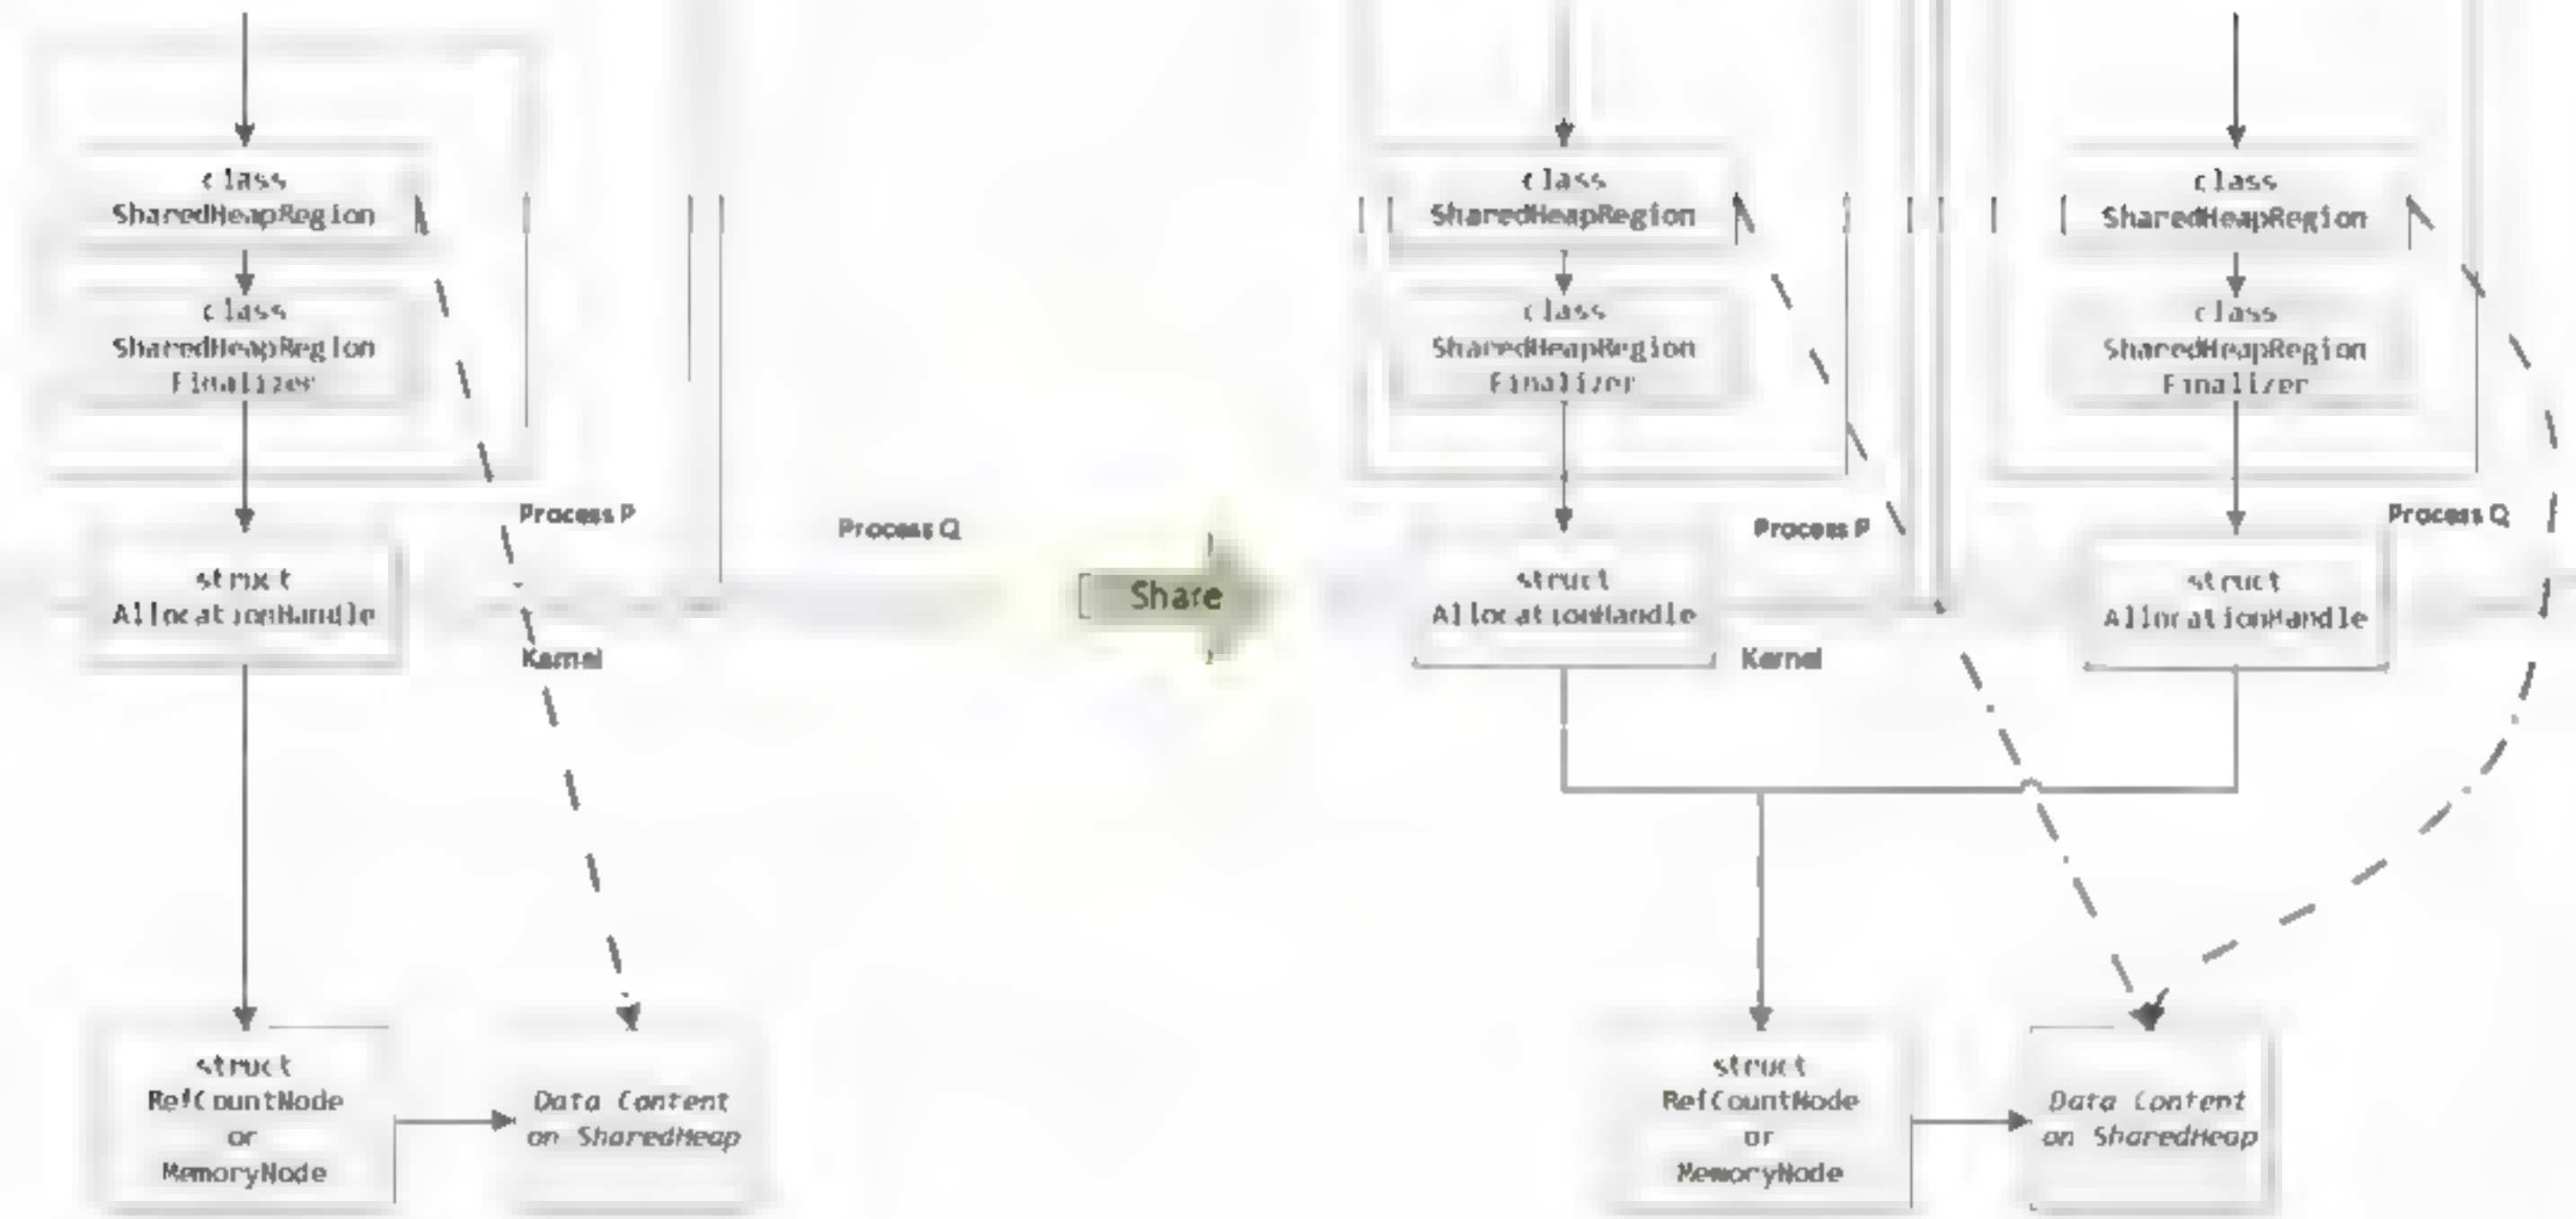 class
SharedHeapRegion
class
SharedHeapRegion
Finalizer
Process P
Process Q
struct
AllocationHandle
Kernel
struct
RefCountNode
or
MemoryNode
Data Content
on SharedHeap
Share
class
SharedHeapRegion
class
SharedHeapRegion
Finalizer
Process P
struct
AllocationHandle
Kernel
class
SharedHeapRegion
class
SharedHeapRegion
Finalizer
Process Q
struct
AllocationHandle
struct
RefCountNode
or
MemoryNode
Data Content
on SharedHeap